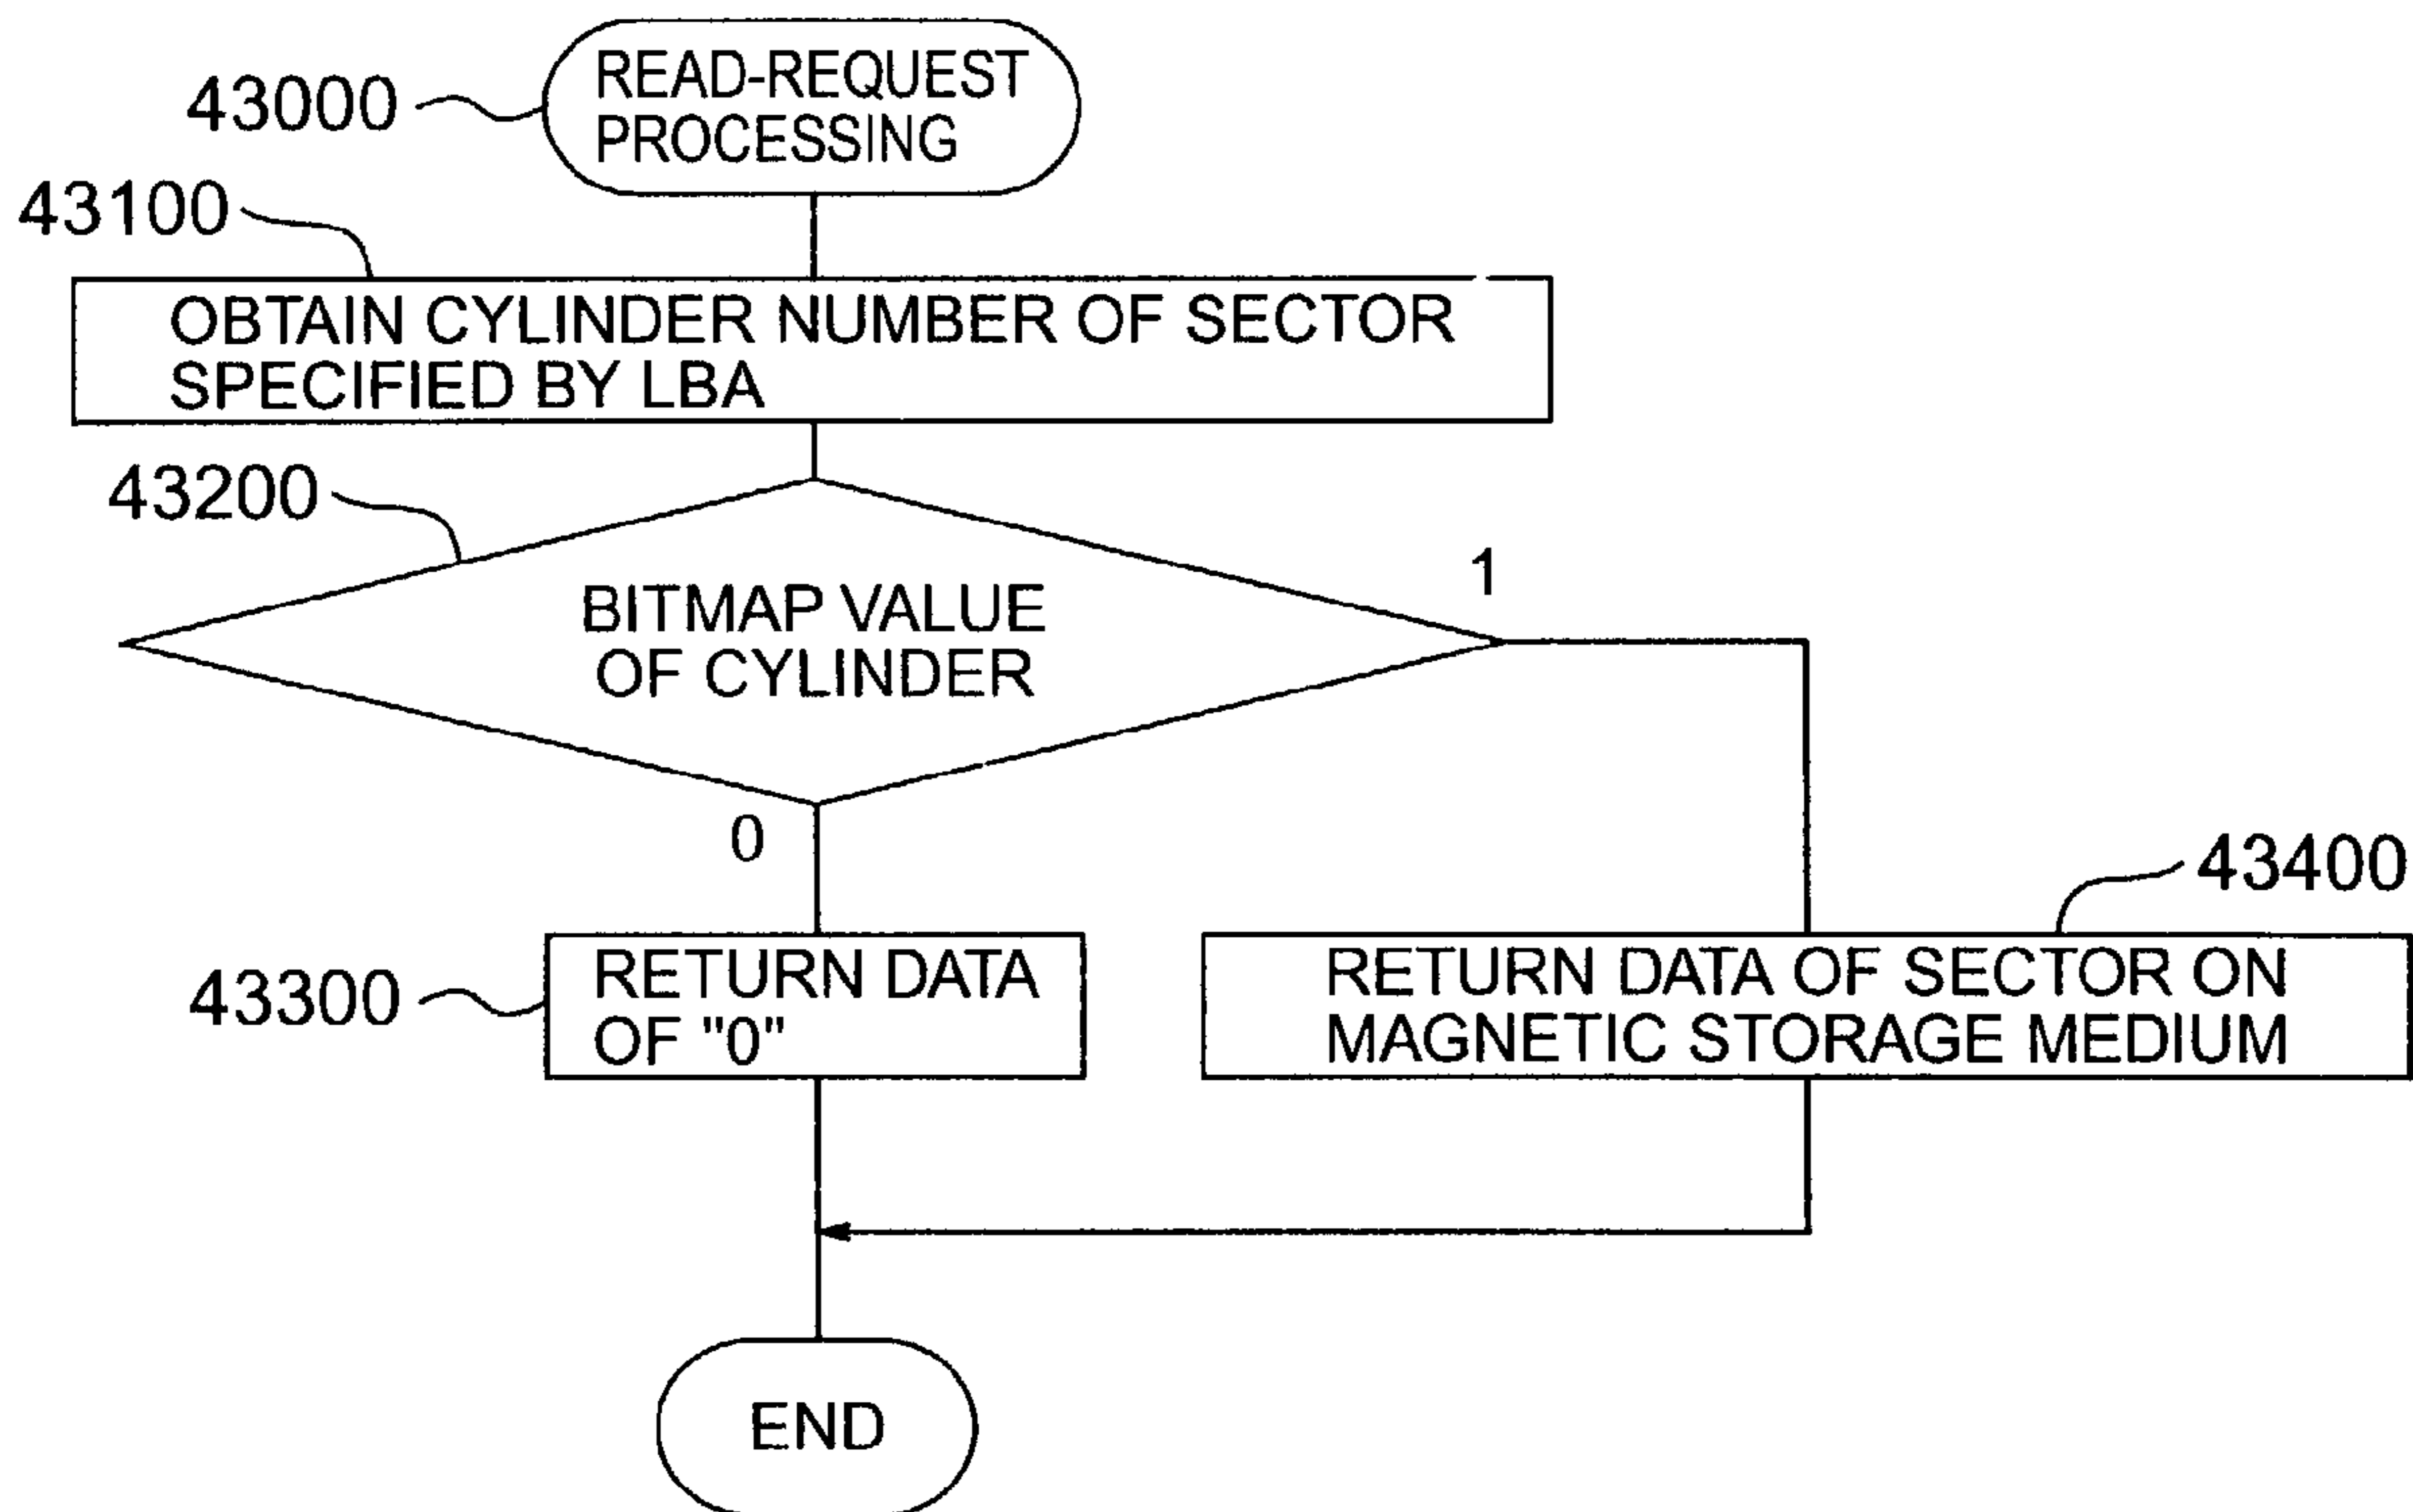 READ-REQUEST
PROCESSING
43000
43100
OBTAIN CYLINDER NUMBER OF SECTOR
SPECIFIED BY LBA
43200
BITMAP VALUE
OF CYLINDER
1
0
43300
RETURN DATA
OF "0"
43400
RETURN DATA OF SECTOR ON
MAGNETIC STORAGE MEDIUM
END